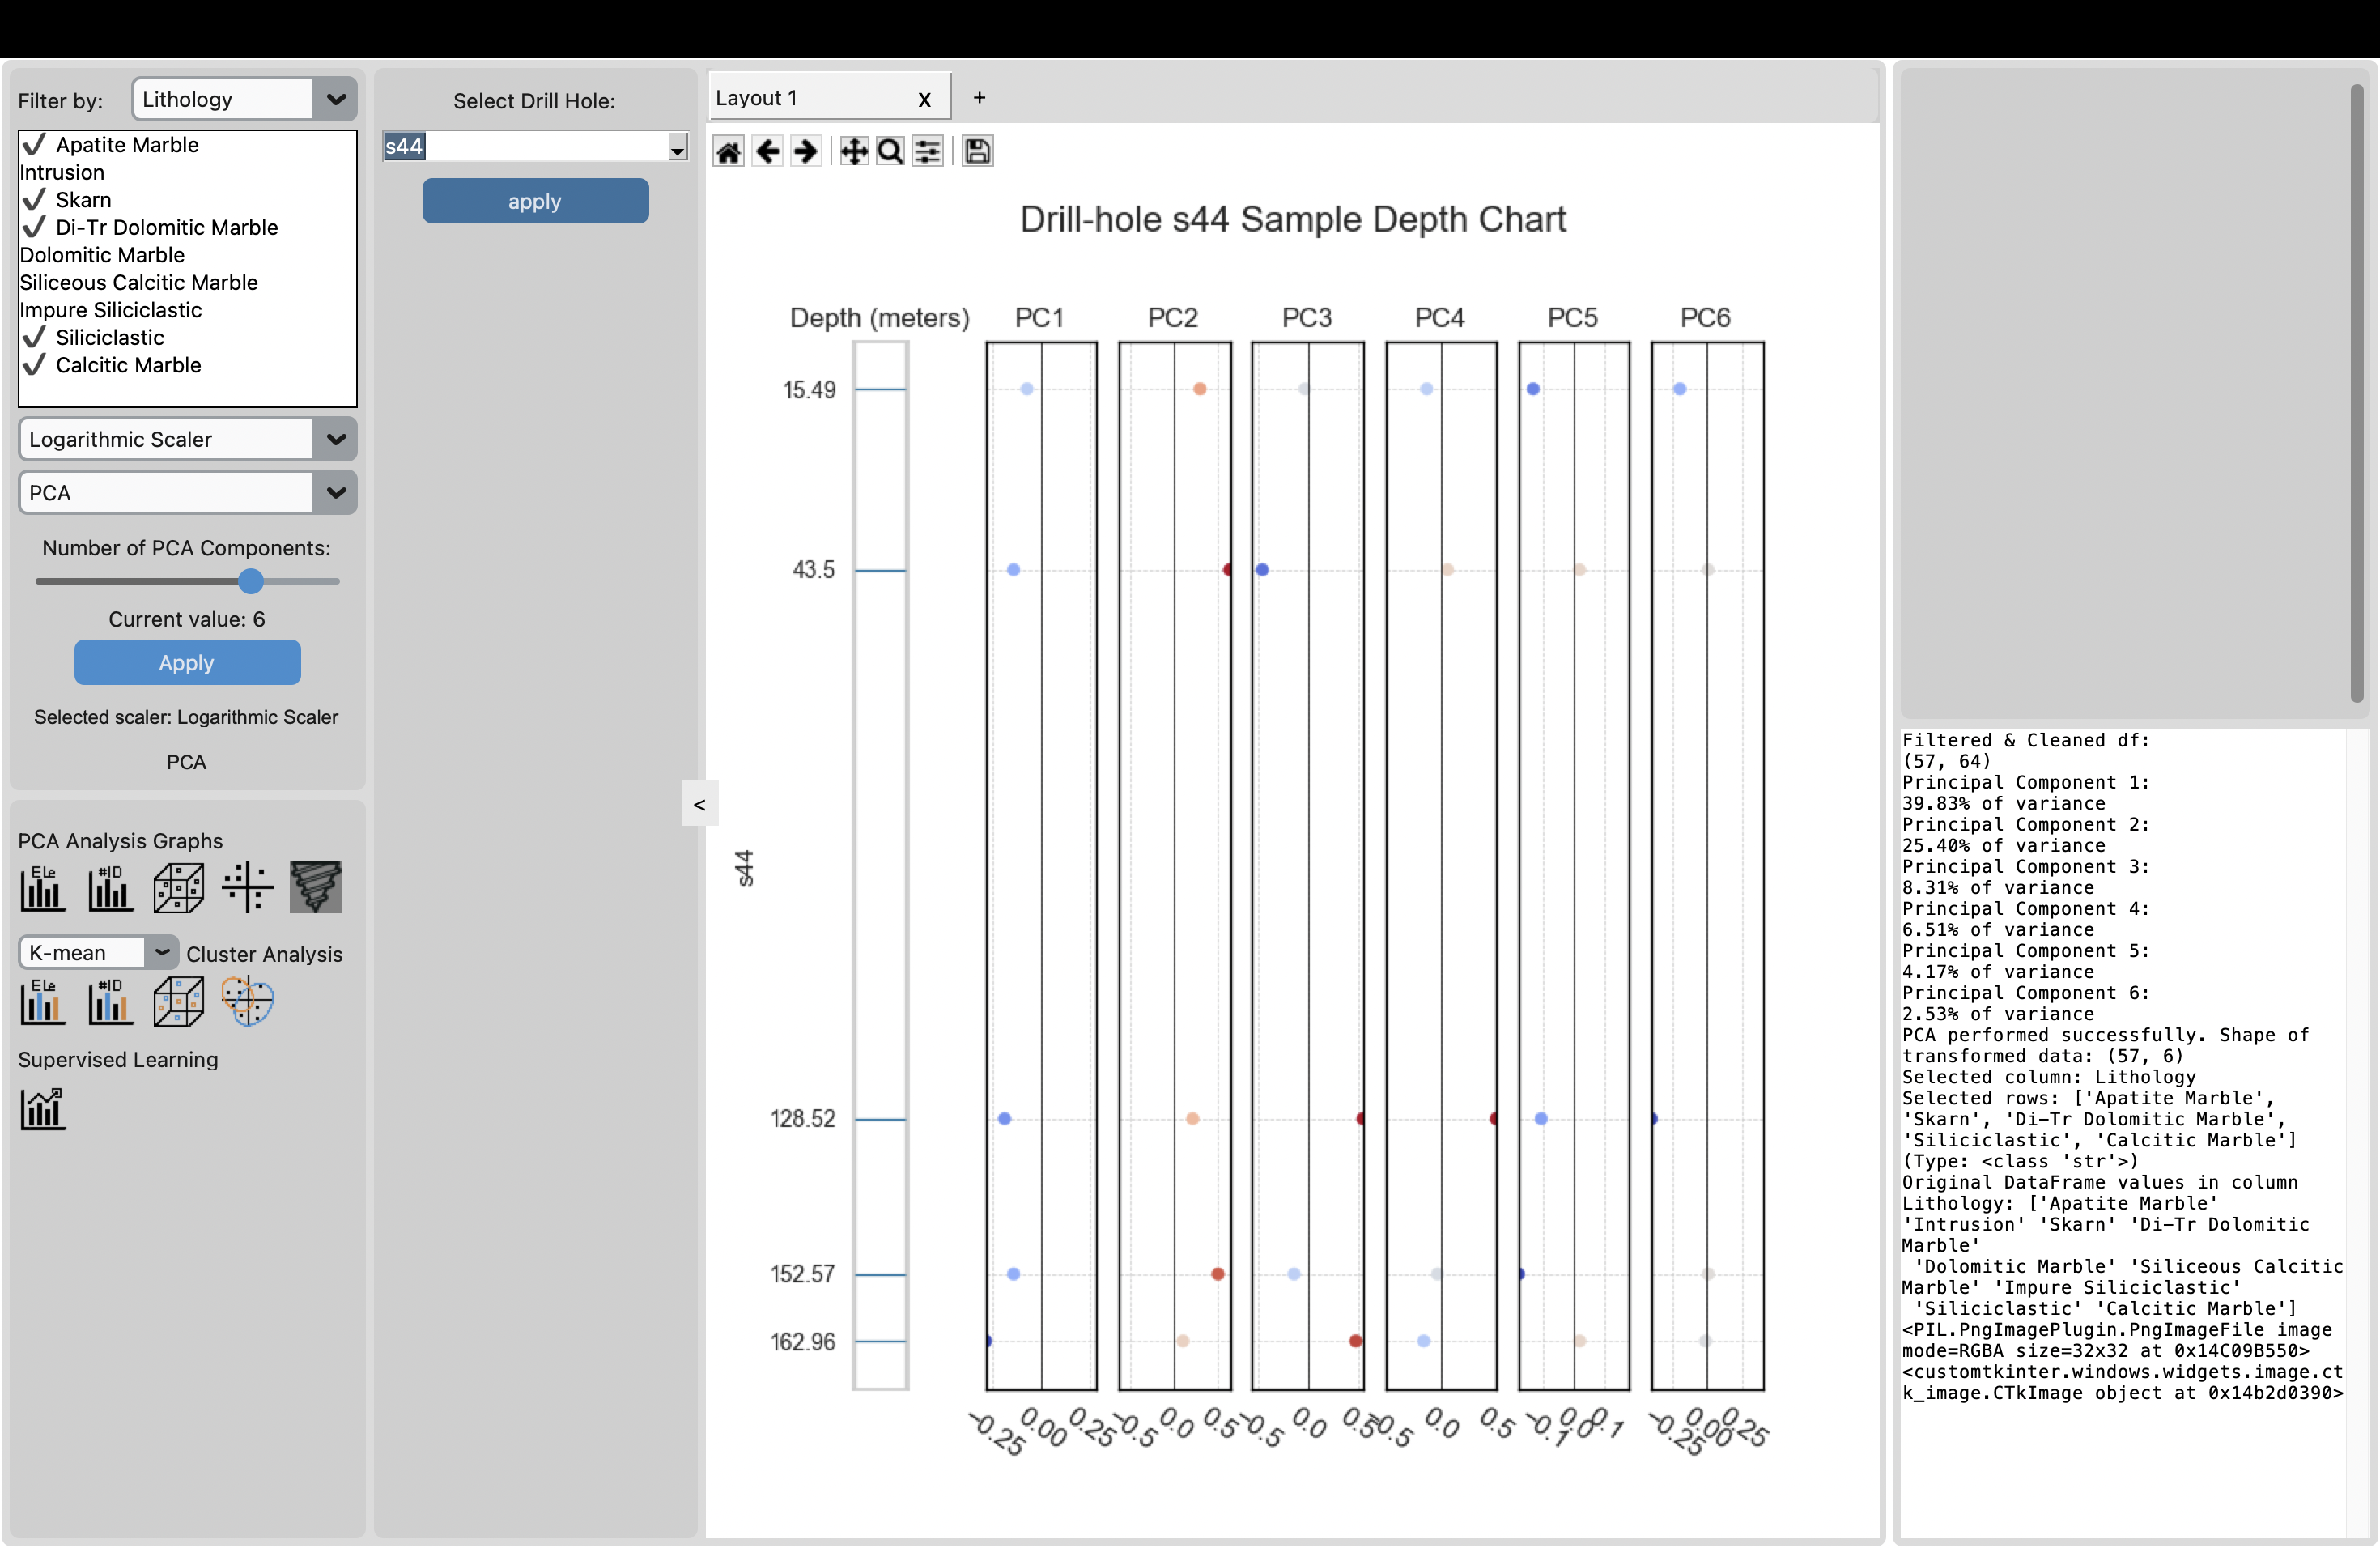 Filter by:
Lithology
Apatite Marble
Intrusion
Skarn
Di-Tr Dolomitic Marble
Dolomitic Marble
Siliceous Calcitic Marble
Impure Siliciclastic
Siliciclastic
Calcitic Marble
Logarithmic Scaler
PCA
Number of PCA Components:
Current value: 6
Apply
Selected scaler: Logarithmic Scaler
PCA
PCA Analysis Graphs
ELe
#ID
K-mean
Cluster Analysis
ELe
#ID
Supervised Learning
Select Drill Hole:
s44
apply
<
Layout 1
X
+
Drill-hole s44 Sample Depth Chart
Depth (meters)
PC1
PC2
PC3
PC4
PC5
PC6
15.49
43.5
128.52
152.57
162.96
s44
−0.25
0.00
0.25
−0.5
0.0
0.5
−0.5
0.0
0.5
−0.5
0.0
0.5
−0.1
0.0
0.1
−0.25
0.00
0.25
Filtered & Cleaned df:
(57, 64)
Principal Component 1:
39.83% of variance
Principal Component 2:
25.40% of variance
Principal Component 3:
8.31% of variance
Principal Component 4:
6.51% of variance
Principal Component 5:
4.17% of variance
Principal Component 6:
2.53% of variance
PCA performed successfully. Shape of
transformed data: (57, 6)
Selected column: Lithology
Selected rows: ['Apatite Marble',
'Skarn', 'Di-Tr Dolomitic Marble',
'Siliciclastic', 'Calcitic Marble']
(Type: <class 'str'>)
Original DataFrame values in column
Lithology: ['Apatite Marble'
'Intrusion' 'Skarn' 'Di-Tr Dolomitic
Marble'
'Dolomitic Marble' 'Siliceous Calcitic
Marble' 'Impure Siliciclastic'
'Siliciclastic' 'Calcitic Marble']
<PIL.PngImagePlugin.PngImageFile image
mode=RGBA size=32x32 at 0x14C09B550>
<customtkinter.windows.widgets.image.ct
k_image.CTkImage object at 0x14b2d0390>